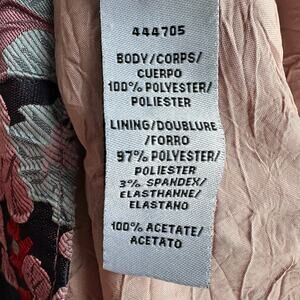 444705
BODY/CORPS/
CUERPO
100% POLYESTER/
POLIESTER
LINING/DOUBLURE
/FORRO
97% POLYESTER/
POLIESTER
3% SPANDEX/
ELASTHANNE/
ELASTANO
100% ACETATE/
ACETATO